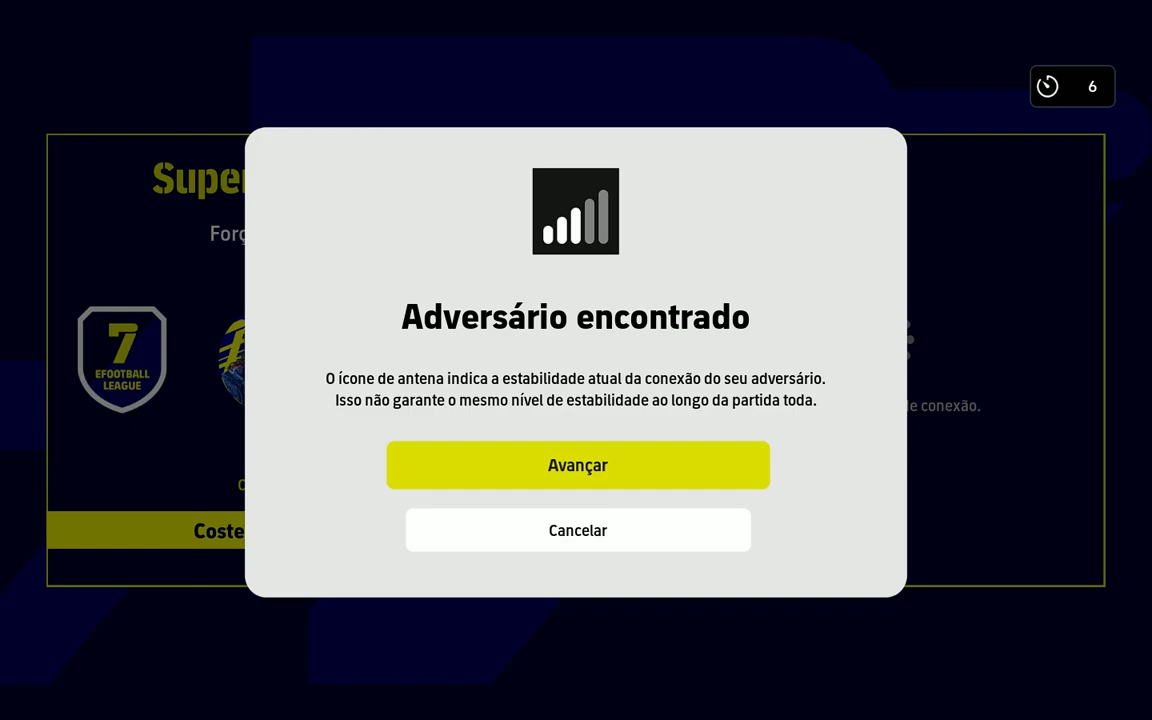 6
Super
Forç
7
EFOOTBALL
LEAGUE
Adversário encontrado
O ícone de antena indica a estabilidade atual da conexão do seu adversário.
Isso não garante o mesmo nível de estabilidade ao longo da partida toda.
de conexão.
Avançar
Cancelar
Coste